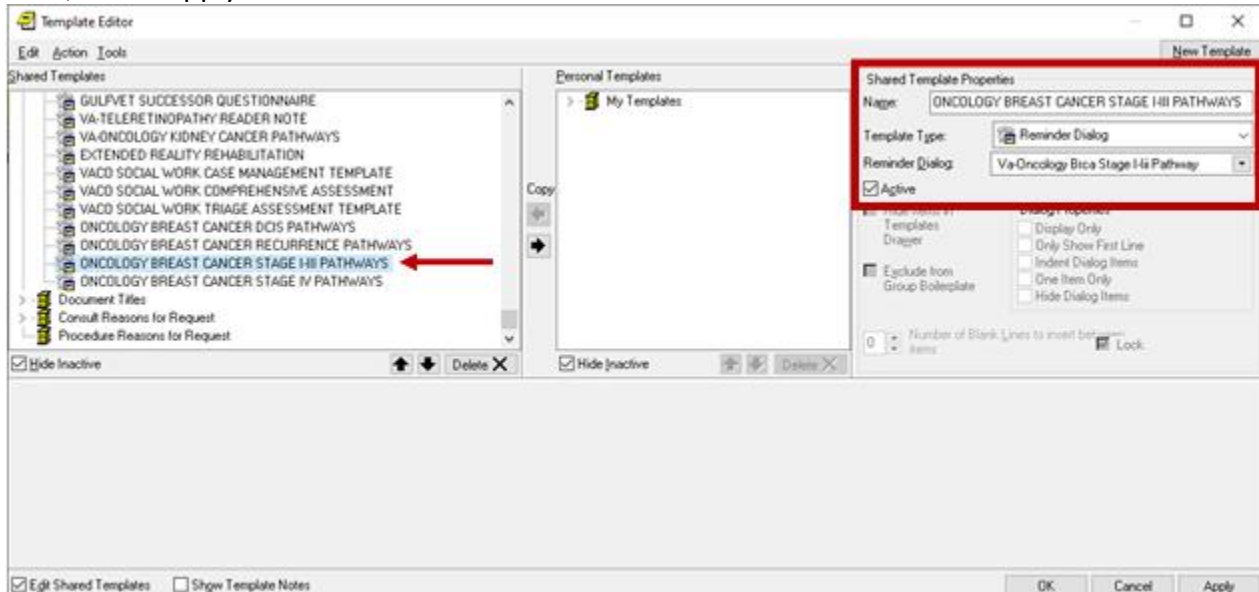 Template Editor
Edit Action Tools
New Template
Shared Templates
GULFVET SUCCESSOR QUESTIONNAIRE
VA-TELERETINOPATHY READER NOTE
VA-ONCOLOGY KIDNEY CANCER PATHWAYS
EXTENDED REALITY REHABILITATION
VACO SOCIAL WORK CASE MANAGEMENT TEMPLATE
VACO SOCIAL WORK COMPREHENSIVE ASSESSMENT
VACO SOCIAL WORK TRIAGE ASSESSMENT TEMPLATE
ONCOLOGY BREAST CANCER DCIS PATHWAYS
ONCOLOGY BREAST CANCER RECURRENCE PATHWAYS
ONCOLOGY BREAST CANCER STAGE I-III PATHWAYS
ONCOLOGY BREAST CANCER STAGE IV PATHWAYS
Document Titles
Consult Reasons for Request
Procedure Reasons for Request
Hide Inactive
Delete
Copy
Personal Templates
My Templates
Hide Inactive
Delete
Shared Template Properties
Name: ONCOLOGY BREAST CANCER STAGE I-III PATHWAYS
Template Type: Reminder Dialog
Reminder Dialog: Va-Oncology Brca Stage I-Iii Pathway
Active
Hide Items in
Templates
Drawer
Exclude from
Group Boilerplate
Dialog Properties
Display Only
Only Show First Line
Indent Dialog Items
One Item Only
Hide Dialog Items
0 Number of Blank Lines to insert between
items
Lock
Edit Shared Templates Show Template Notes
OK Cancel Apply